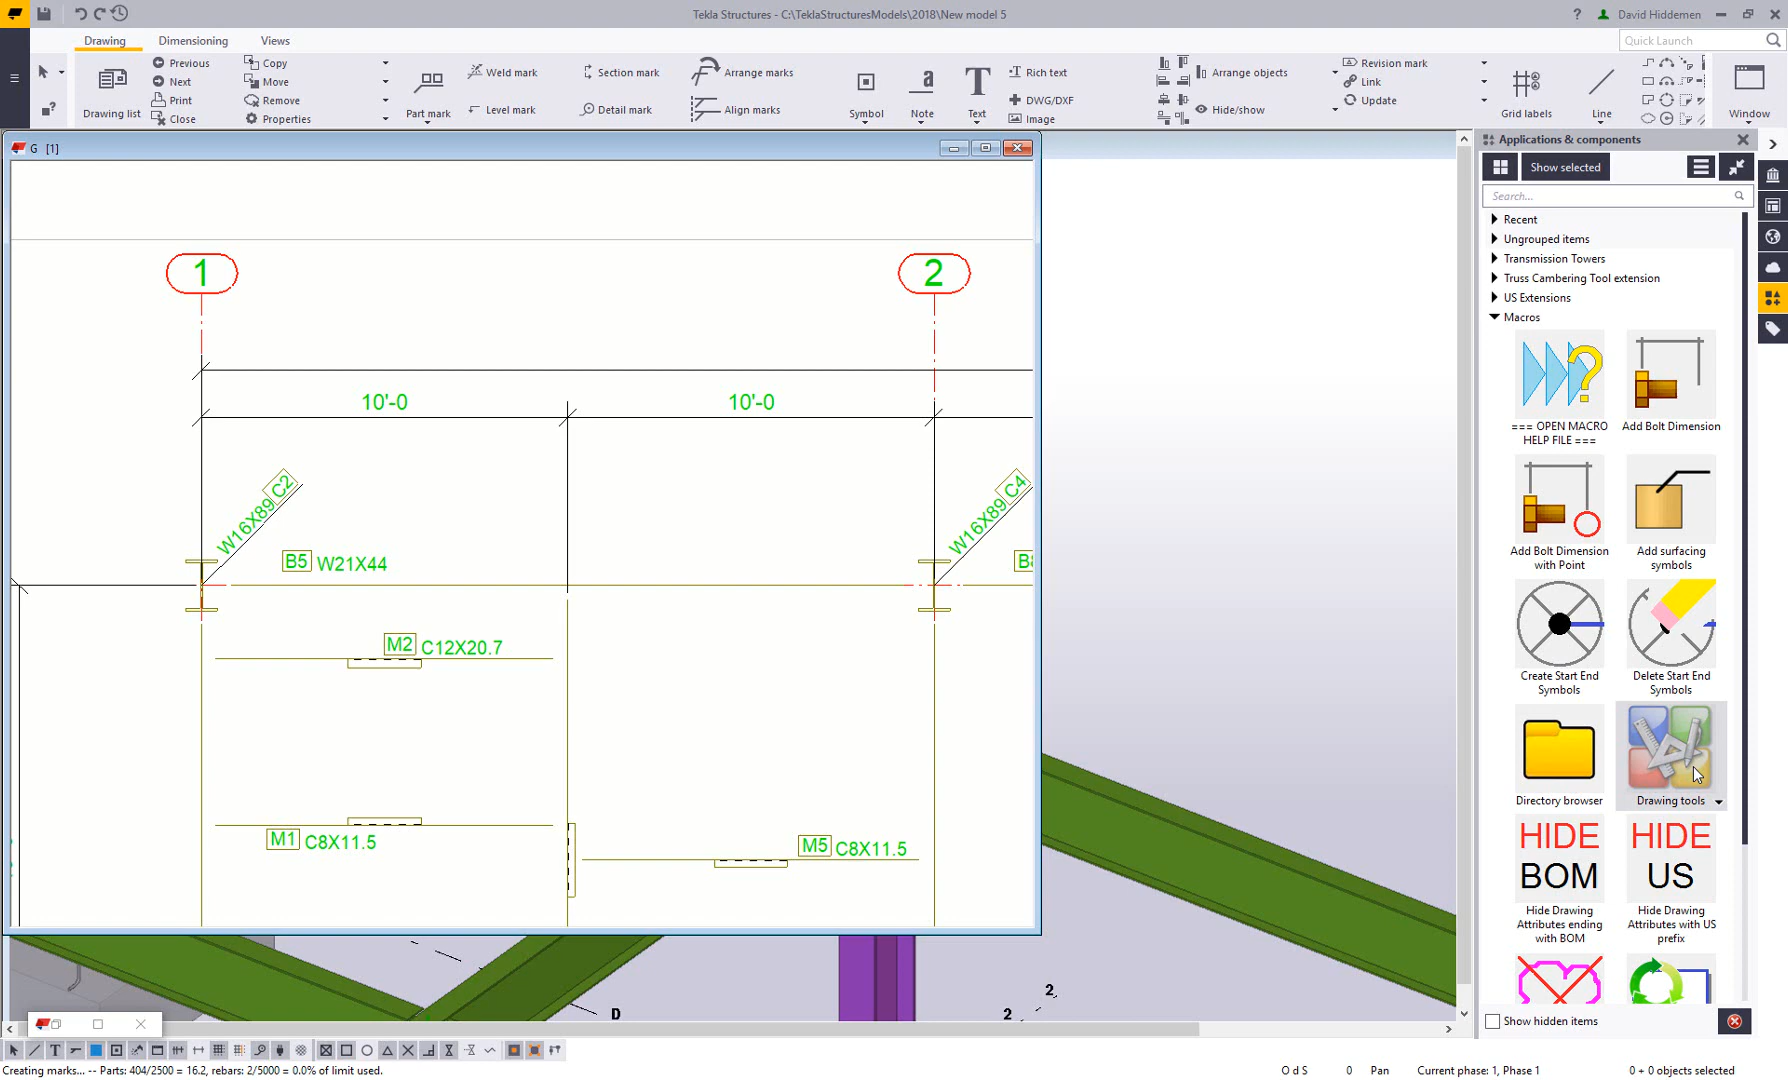 Tekla Structures - C:\TeklaStructuresModels\2018\New model 5
? David Hiddemen
Drawing Dimensioning Views
Quick Launch
Drawing list
Previous
Next
Print
Close
Copy
Move
Remove
Properties
Part mark
Weld mark
Level mark
Section mark
Detail mark
Arrange marks
Align marks
Symbol
Note
Text
Rich text
DWG/DXF
Image
Arrange objects
Hide/show
Revision mark
Link
Update
Grid labels
Line
Window
G [1]
1
2
10'-0
10'-0
W16X89 C2
W16X89 C4
B5 W21X44
M2 C12X20.7
M1 C8X11.5
M5 C8X11.5
D
2
2
Applications & components
Show selected
Search...
Recent
Ungrouped items
Transmission Towers
Truss Cambering Tool extension
US Extensions
Macros
=== OPEN MACRO
HELP FILE ===
Add Bolt Dimension
Add Bolt Dimension
with Point
Add surfacing
symbols
Create Start End
Symbols
Delete Start End
Symbols
Directory browser
Drawing tools
HIDE
BOM
HIDE
US
Hide Drawing
Attributes ending
with BOM
Hide Drawing
Attributes with US
prefix
Show hidden items
Creating marks... -- Parts: 404/2500 = 16.2, rebars: 2/5000 = 0.0% of limit used.
O d S 0 Pan Current phase: 1, Phase 1 0 + 0 objects selected